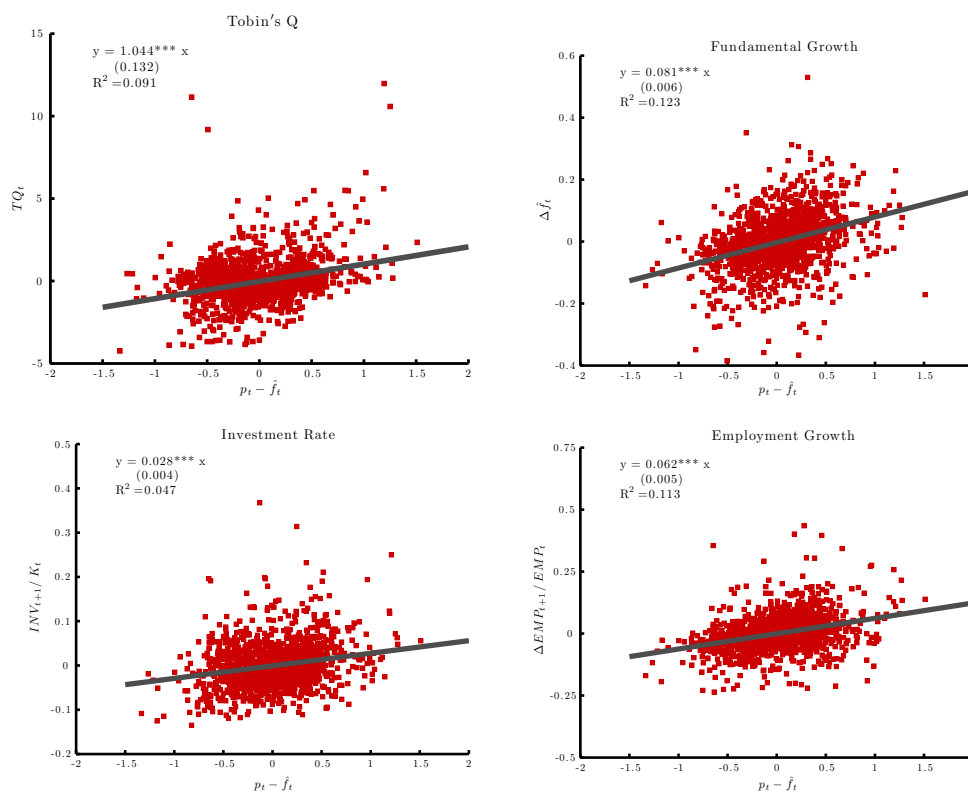 Tobin′s Q
y = 1.044*** x
(0.132)
R² =0.091
15
10
5
0
-5
TQ_t
-2 -1.5 -1 -0.5 0 0.5 1 1.5 2
p_t − f̂_t
Fundamental Growth
y = 0.081*** x
(0.006)
R² =0.123
0.6
0.4
0.2
0
-0.2
-0.4
Δf̂_t
-2 -1.5 -1 -0.5 0 0.5 1 1.5 2
p_t − f̂_t
Investment Rate
y = 0.028*** x
(0.004)
R² =0.047
0.5
0.4
0.3
0.2
0.1
0
-0.1
-0.2
INV_{t+1}/K_t
-2 -1.5 -1 -0.5 0 0.5 1 1.5 2
p_t − f̂_t
Employment Growth
y = 0.062*** x
(0.005)
R² =0.113
0.75
0.5
0.25
0
-0.25
-0.5
ΔEMP_{t+1}/EMP_t
-2 -1.5 -1 -0.5 0 0.5 1 1.5 2
p_t − f̂_t